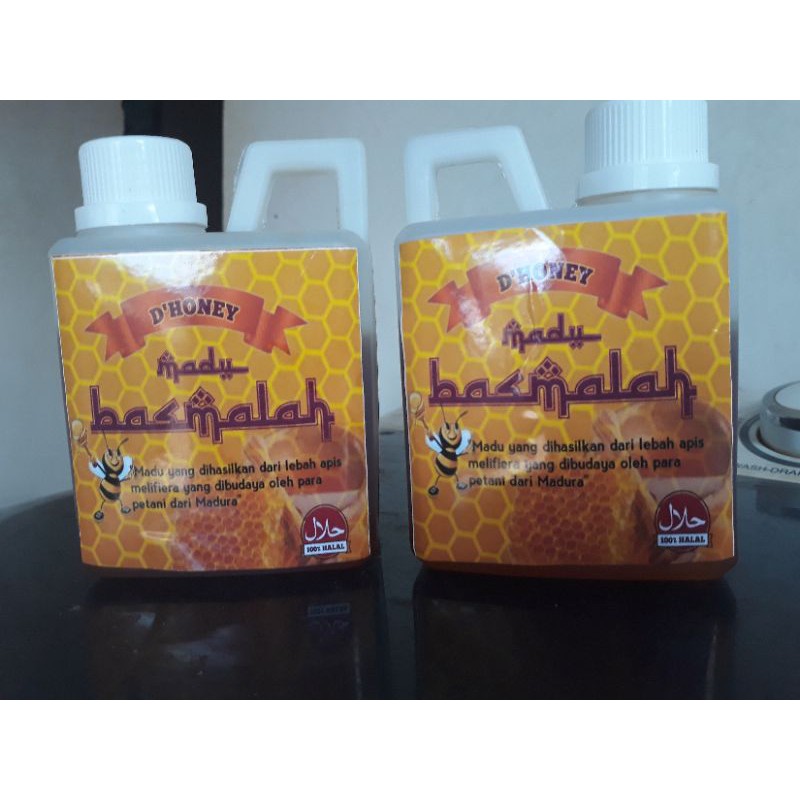 D'HONEY
madu
basmalah
"Madu yang dihasilkan dari lebah apis
melifiera yang dibudaya oleh para
petani dari Madura"
حلال
100% HALAL
D'HONEY
madu
basmalah
"Madu yang dihasilkan dari lebah apis
melifiera yang dibudaya oleh para
petani dari Madura"
حلال
100% HALAL